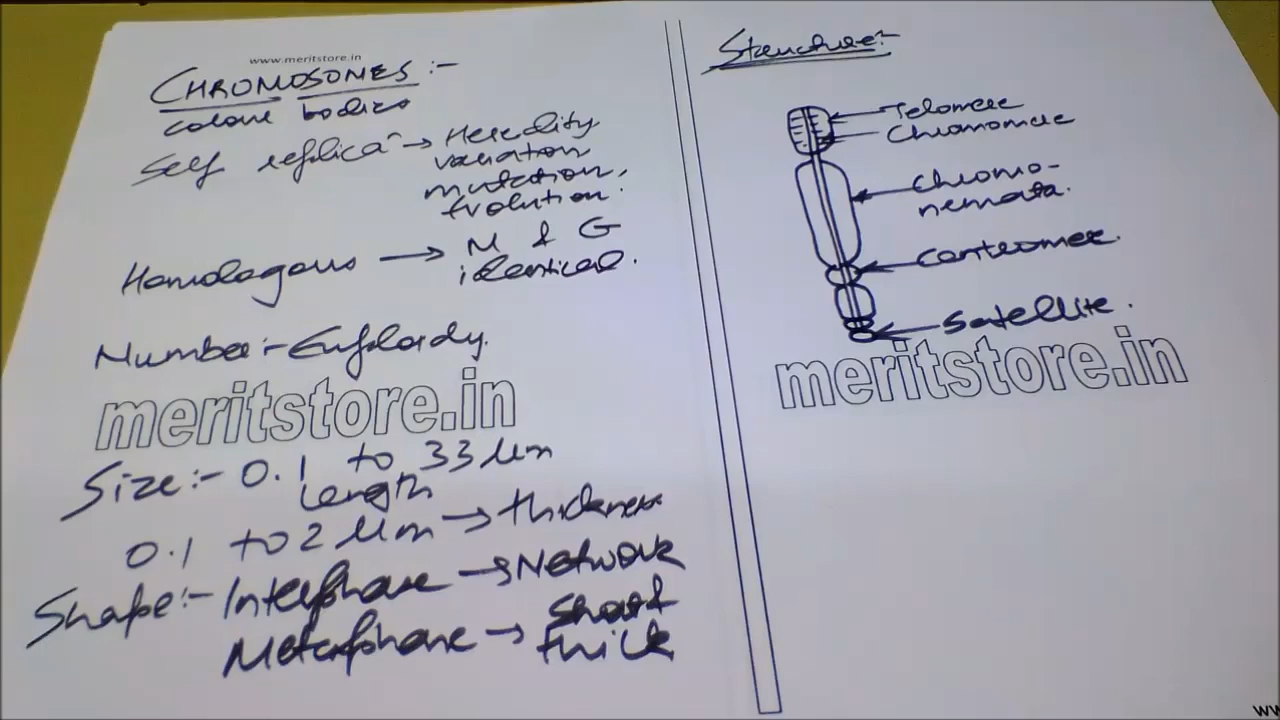 www.meritstore.in
CHROMOSOMES :-
colour bodies
Self replica → Heredity
variation
mutation,
Evolution.
Homologous → M & G
identical.
Number:- Euploidy.
meritstore.in
Size:- 0.1 to 33 µm
Length
0.1 to 2 µm → thickness
Shape:- Interphase → Network
Metaphase → Short
thick
Structure:-
Telomere
Chromomere
Chromo-
nemata.
Centromere.
Satellite.
meritstore.in